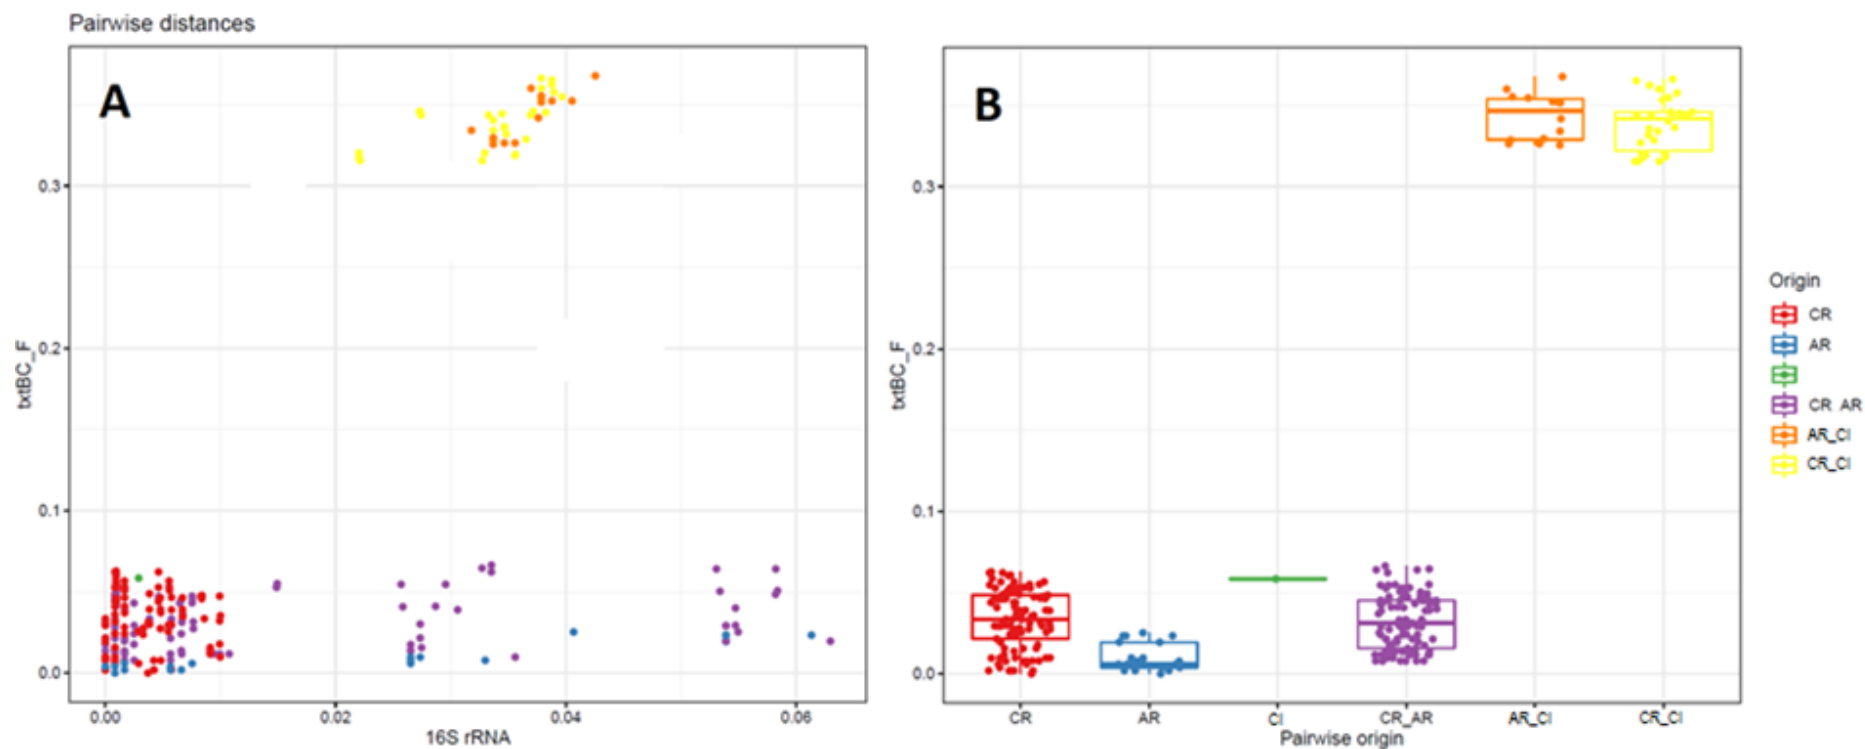 Pairwise distances
A
0.3
0.2
0.1
0.0
txtBC_F
0.00 0.02 0.04 0.06
16S rRNA
B
0.3
0.2
0.1
0.0
txtBC_F
CR AR CI CR_AR AR_CI CR_CI
Pairwise origin
Origin
CR
AR
CR AR
AR_CI
CR_CI